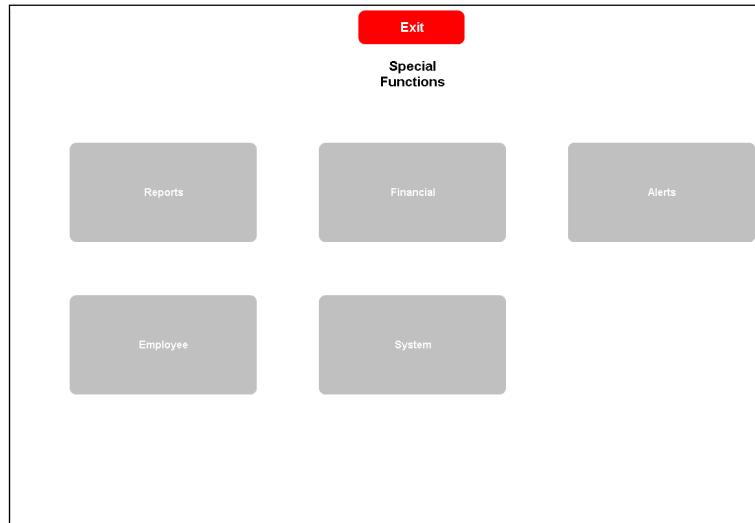 Exit
Special
Functions
Reports
Financial
Alerts
Employee
System